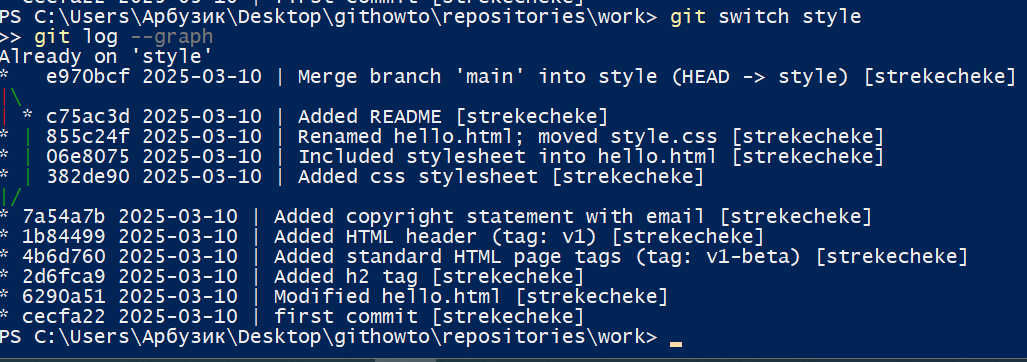 PS C:\Users\Арбузик\Desktop\githowto\repositories\work> git switch style
>> git log --graph
Already on 'style'
*   e970bcf 2025-03-10 | Merge branch 'main' into style (HEAD -> style) [strekecheke]
|\
| * c75ac3d 2025-03-10 | Added README [strekecheke]
* | 855c24f 2025-03-10 | Renamed hello.html; moved style.css [strekecheke]
* | 06e8075 2025-03-10 | Included stylesheet into hello.html [strekecheke]
* | 382de90 2025-03-10 | Added css stylesheet [strekecheke]
|/
* 7a54a7b 2025-03-10 | Added copyright statement with email [strekecheke]
* 1b84499 2025-03-10 | Added HTML header (tag: v1) [strekecheke]
* 4b6d760 2025-03-10 | Added standard HTML page tags (tag: v1-beta) [strekecheke]
* 2d6fca9 2025-03-10 | Added h2 tag [strekecheke]
* 6290a51 2025-03-10 | Modified hello.html [strekecheke]
* cecfa22 2025-03-10 | first commit [strekecheke]
PS C:\Users\Арбузик\Desktop\githowto\repositories\work>